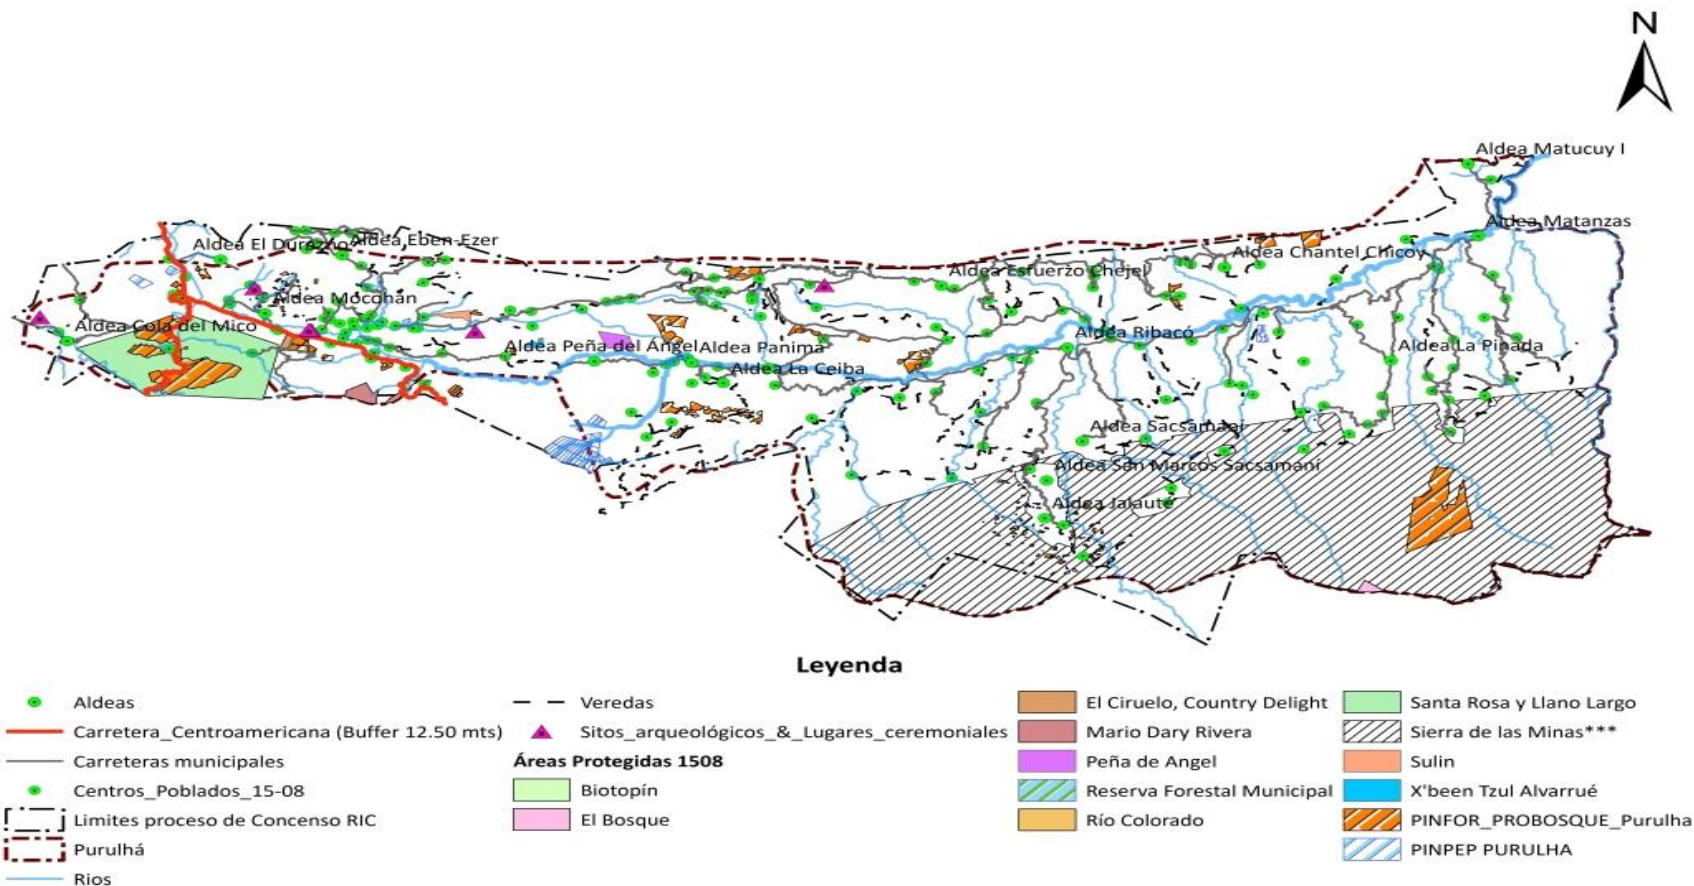 N
Aldea Matucuy I
Aldea Matanzas
Aldea El Durazno
Aldea Eben-Ezer
Aldea Chantel Chicoy
Aldea Esfuerzo Chejel
Aldea Mocohán
Aldea Cola del Mico
Aldea Ribacó
Aldea Peña del Ángel
Aldea Panima
Aldea La Pinada
Aldea La Ceiba
Aldea Sacsamaní
Aldea San Marcos Sacsamaní
Aldea Jalauté
Leyenda
Aldeas
Carretera_Centroamericana (Buffer 12.50 mts)
Carreteras municipales
Centros_Poblados_15-08
Limites proceso de Concenso RIC
Purulhá
Rios
Veredas
Sitos_arqueológicos_&_Lugares_ceremoniales
Áreas Protegidas 1508
Biotopín
El Bosque
El Ciruelo, Country Delight
Mario Dary Rivera
Peña de Angel
Reserva Forestal Municipal
Río Colorado
Santa Rosa y Llano Largo
Sierra de las Minas***
Sulin
X'been Tzul Alvarrué
PINFOR_PROBOSQUE_Purulha
PINPEP PURULHA